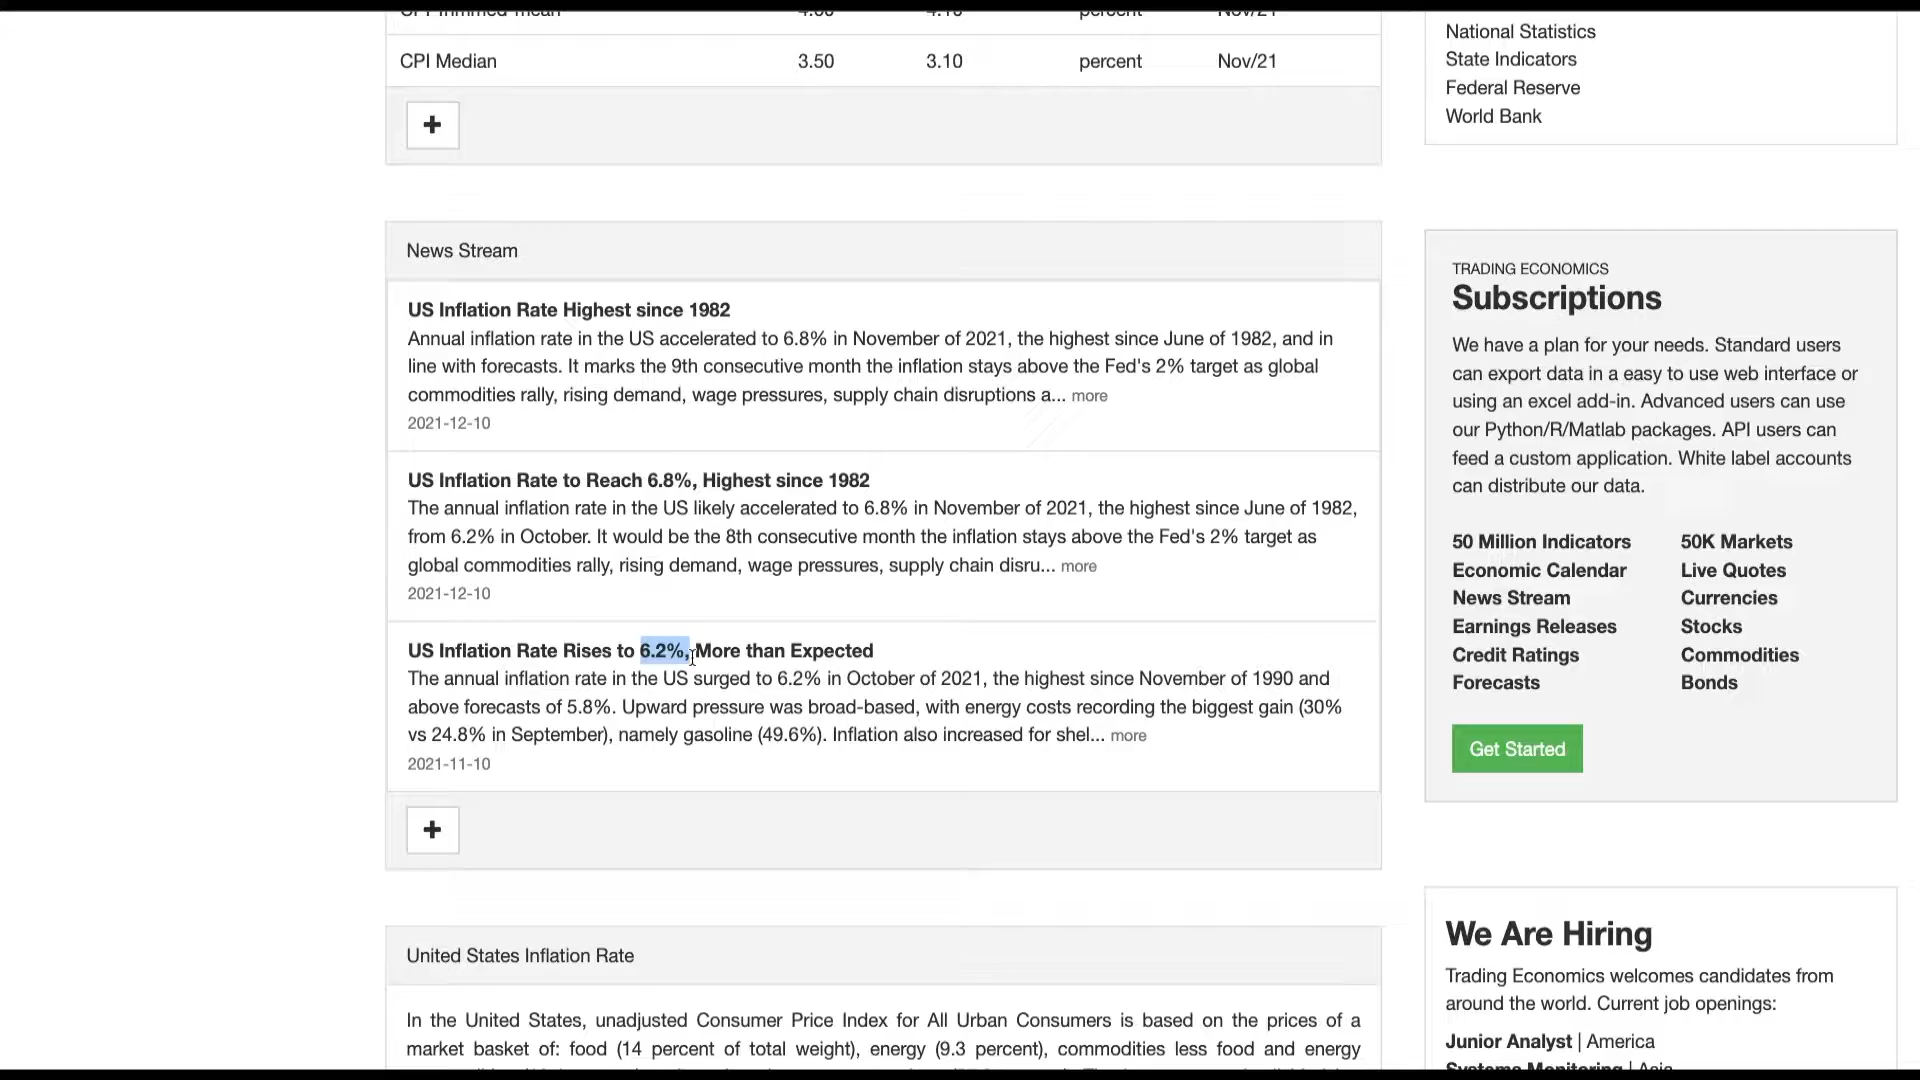 CPI Median 3.50 3.10 percent Nov/21
+
News Stream
US Inflation Rate Highest since 1982
Annual inflation rate in the US accelerated to 6.8% in November of 2021, the highest since June of 1982, and in
line with forecasts. It marks the 9th consecutive month the inflation stays above the Fed's 2% target as global
commodities rally, rising demand, wage pressures, supply chain disruptions a... more
2021-12-10
US Inflation Rate to Reach 6.8%, Highest since 1982
The annual inflation rate in the US likely accelerated to 6.8% in November of 2021, the highest since June of 1982,
from 6.2% in October. It would be the 8th consecutive month the inflation stays above the Fed's 2% target as
global commodities rally, rising demand, wage pressures, supply chain disru... more
2021-12-10
US Inflation Rate Rises to 6.2%, More than Expected
The annual inflation rate in the US surged to 6.2% in October of 2021, the highest since November of 1990 and
above forecasts of 5.8%. Upward pressure was broad-based, with energy costs recording the biggest gain (30%
vs 24.8% in September), namely gasoline (49.6%). Inflation also increased for shel... more
2021-11-10
+
United States Inflation Rate
In the United States, unadjusted Consumer Price Index for All Urban Consumers is based on the prices of a
market basket of: food (14 percent of total weight), energy (9.3 percent), commodities less food and energy
National Statistics
State Indicators
Federal Reserve
World Bank
TRADING ECONOMICS
Subscriptions
We have a plan for your needs. Standard users
can export data in a easy to use web interface or
using an excel add-in. Advanced users can use
our Python/R/Matlab packages. API users can
feed a custom application. White label accounts
can distribute our data.
50 Million Indicators 50K Markets
Economic Calendar Live Quotes
News Stream Currencies
Earnings Releases Stocks
Credit Ratings Commodities
Forecasts Bonds
Get Started
We Are Hiring
Trading Economics welcomes candidates from
around the world. Current job openings:
Junior Analyst | America
Systems Monitoring | Asia